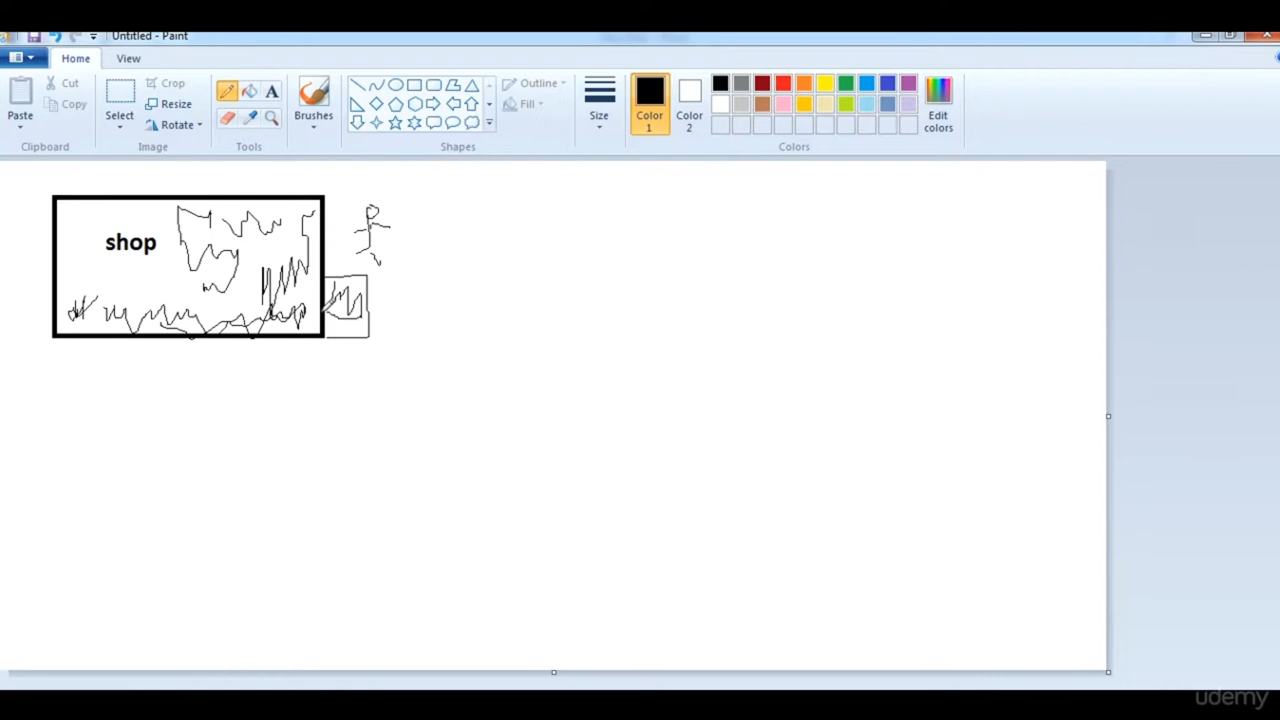 Untitled - Paint
Home View
Cut
Copy
Paste
Clipboard
Select
Crop
Resize
Rotate
Image
Tools
Brushes
Outline
Fill
Shapes
Size
Color 1
Color 2
Edit colors
Colors
shop
udemy